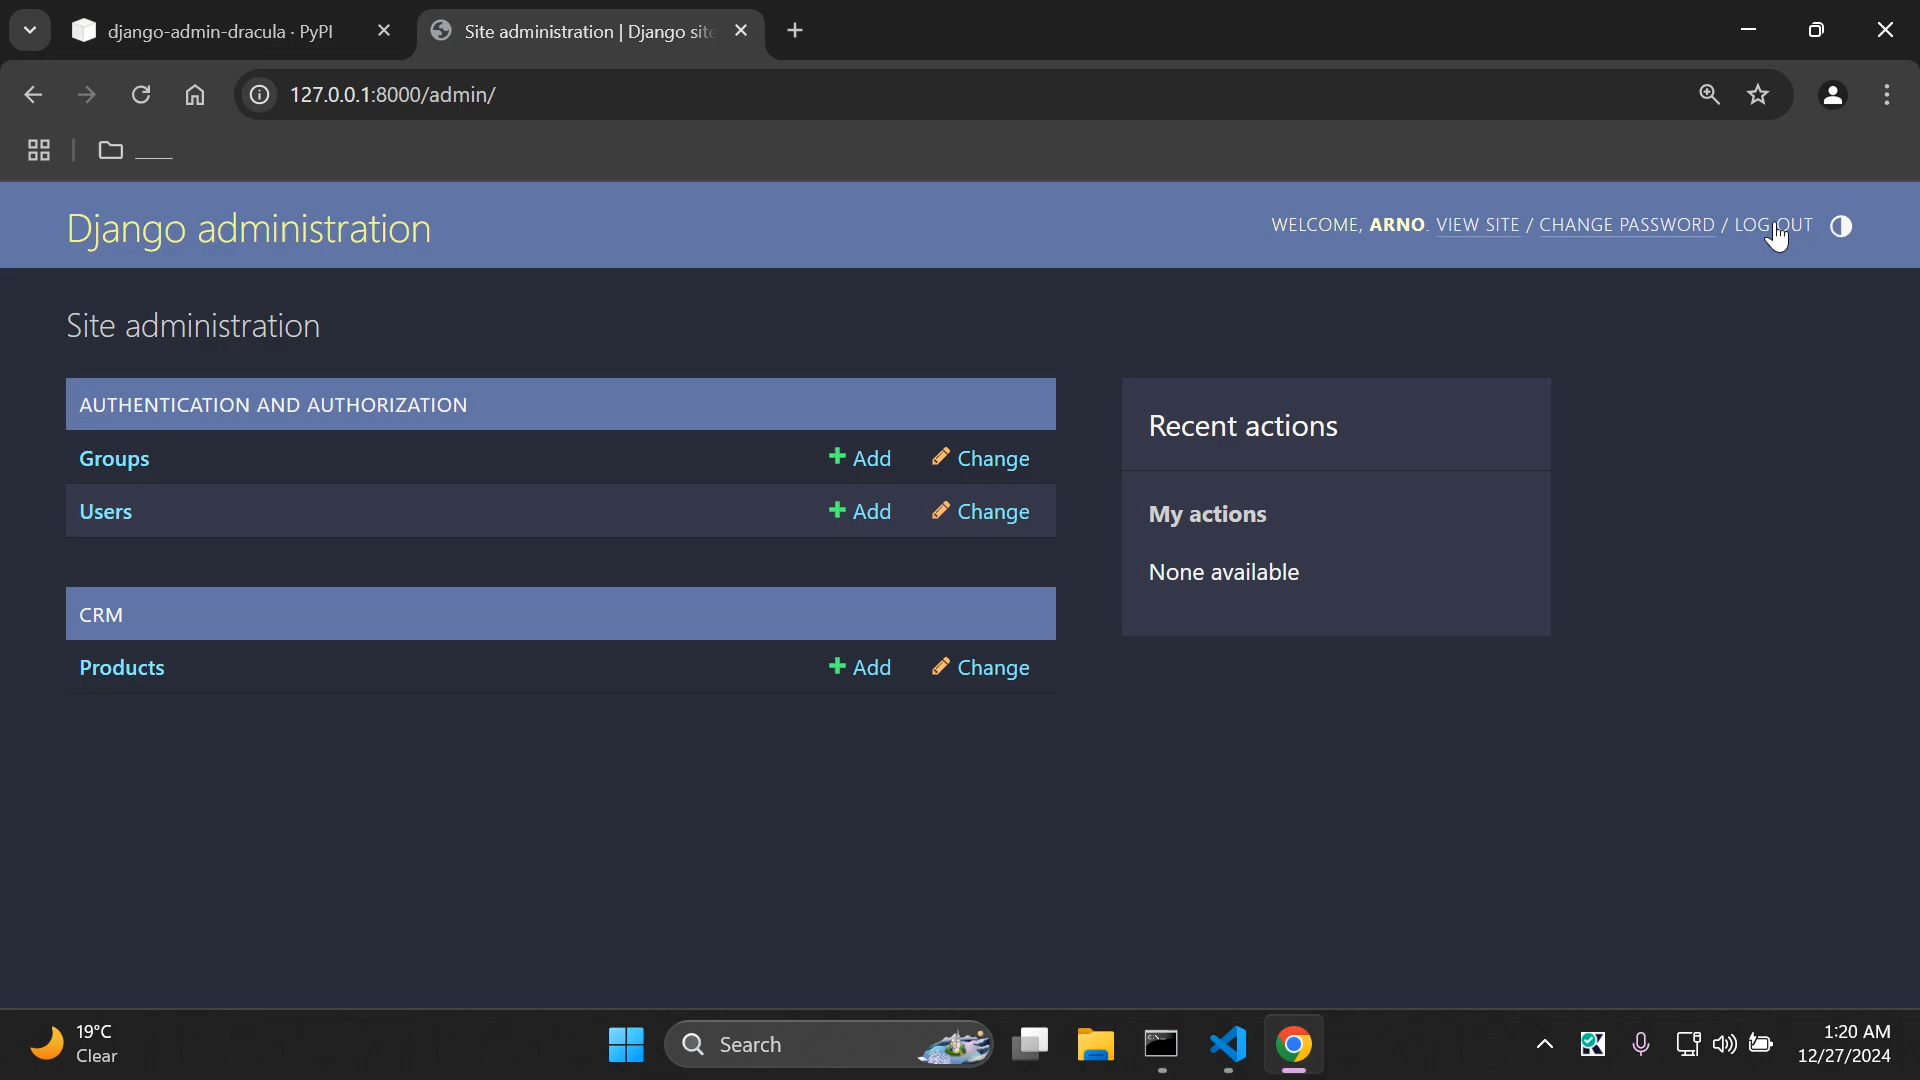 django-admin-dracula · PyPI
Site administration | Django site
127.0.0.1:8000/admin/
Django administration
WELCOME, ARNO. VIEW SITE / CHANGE PASSWORD / LOG OUT
Site administration
AUTHENTICATION AND AUTHORIZATION
Groups Add Change
Users Add Change
CRM
Products Add Change
Recent actions
My actions
None available
19°C
Clear
Search
1:20 AM
12/27/2024